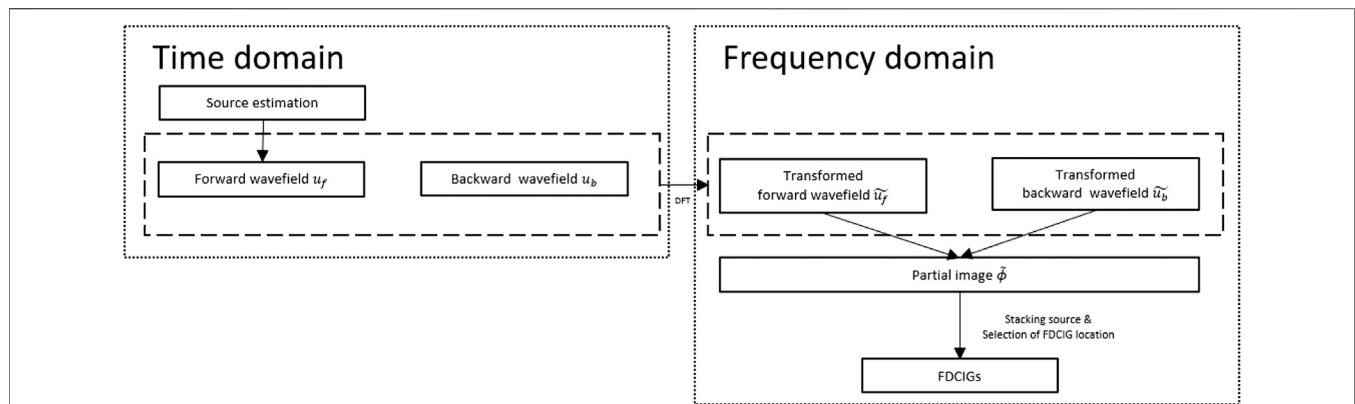 Time domain
Source estimation
Forward wavefield u_f
Backward wavefield u_b
DFT
Frequency domain
Transformed
forward wavefield ũ_f
Transformed
backward wavefield ũ_b
Partial image ϕ̃
Stacking source &
Selection of FDCIG location
FDCIGs